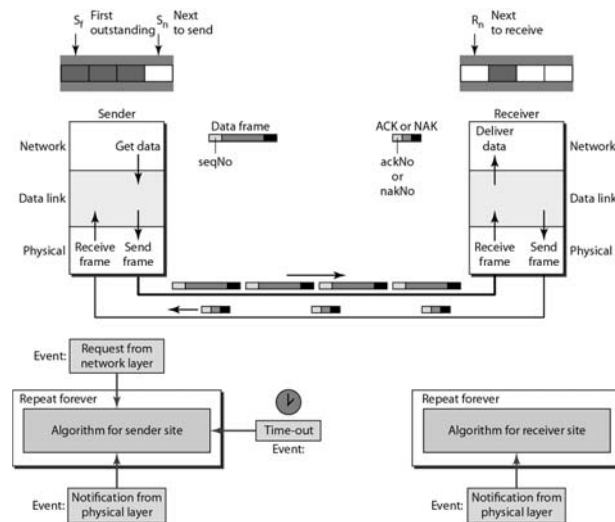 Sf First outstanding
Sn Next to send
Rn Next to receive
Sender
Receiver
Network
Get data
Data frame
seqNo
ACK or NAK
ackNo
or
nakNo
Deliver
data
Network
Data link
Data link
Physical
Receive
frame
Send
frame
Receive
frame
Send
frame
Physical
Event:
Request from
network layer
Repeat forever
Algorithm for sender site
Time-out
Event:
Event:
Notification from
physical layer
Repeat forever
Algorithm for receiver site
Event:
Notification from
physical layer